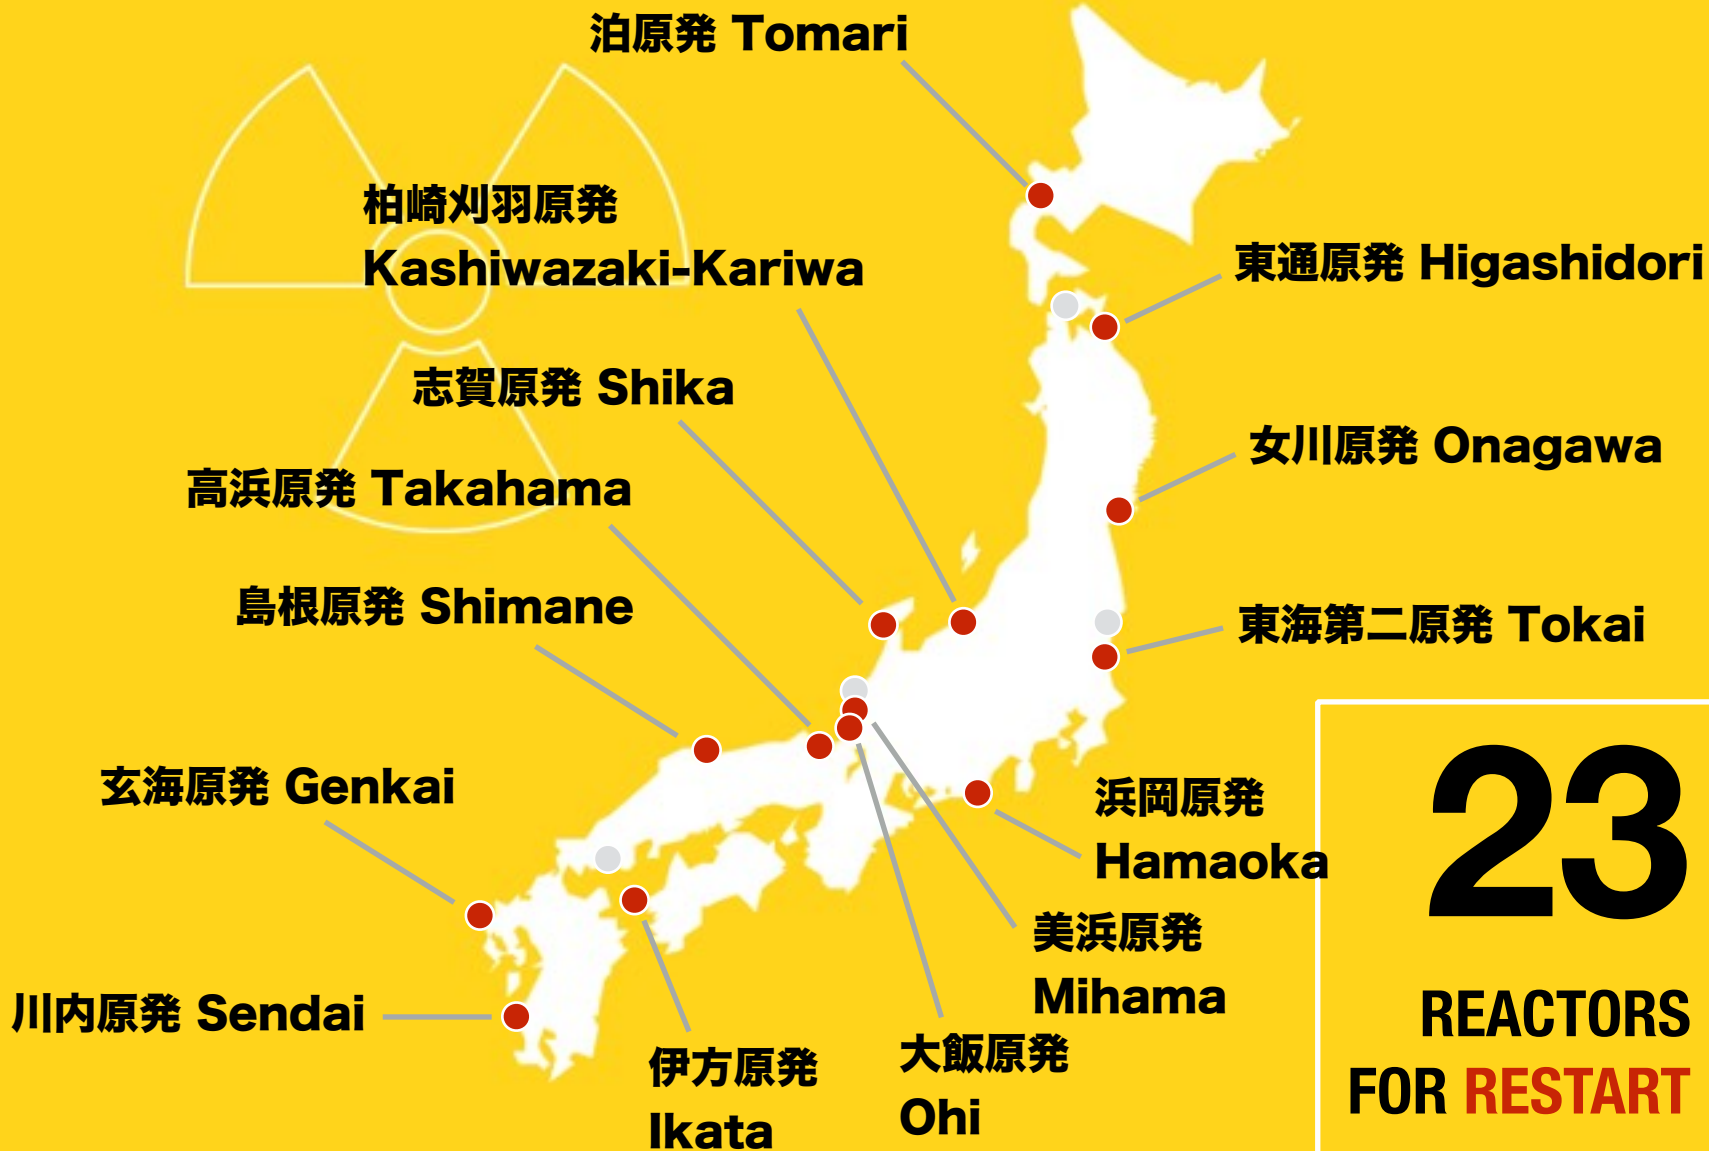 泊原発 Tomari
柏崎刈羽原発
Kashiwazaki-Kariwa
東通原発 Higashidori
志賀原発 Shika
女川原発 Onagawa
高浜原発 Takahama
島根原発 Shimane
東海第二原発 Tokai
玄海原発 Genkai
浜岡原発
Hamaoka
美浜原発
Mihama
川内原発 Sendai
伊方原発
Ikata
大飯原発
Ohi
23
REACTORS
FOR RESTART